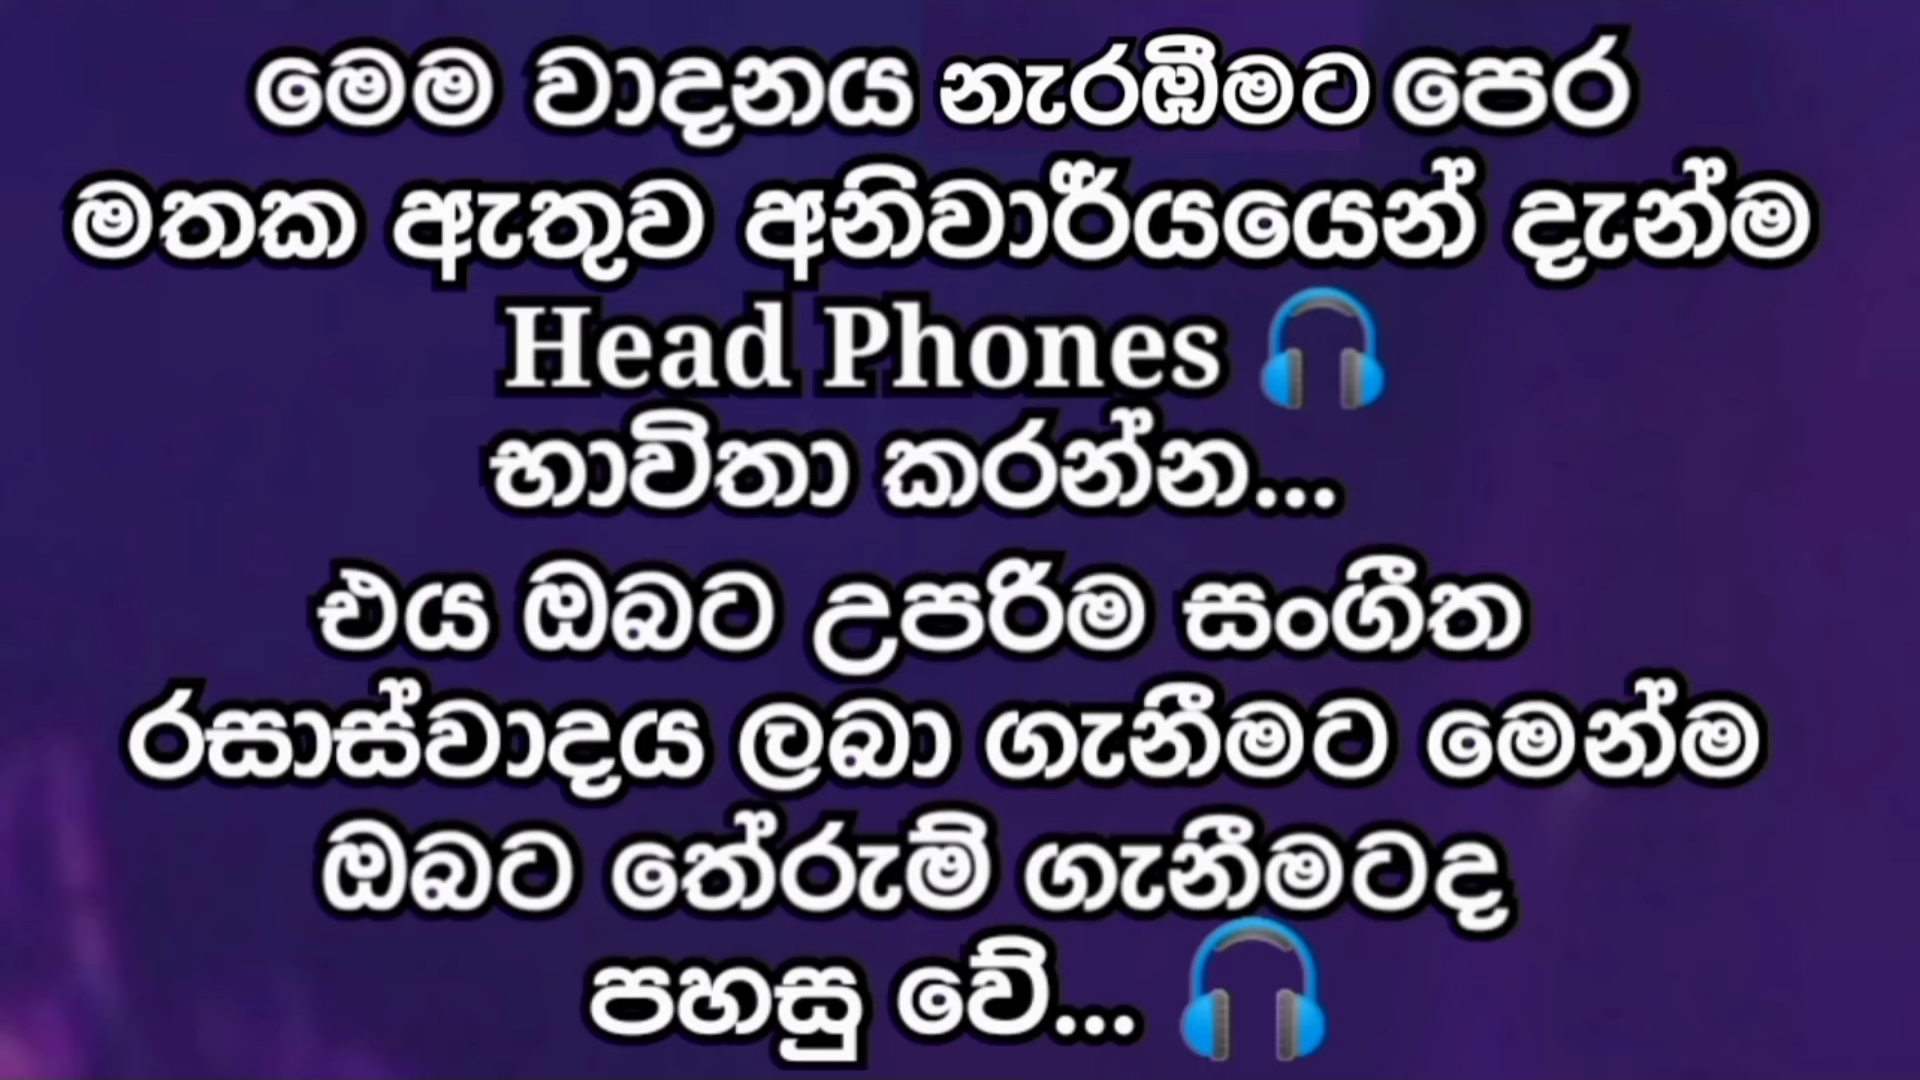 මෙම වාදනය නැරඹීමට පෙර
මතක ඇතුව අනිවාර්යයෙන් දැන්ම
Head Phones 🎧
භාවිතා කරන්න...
එය ඔබට උපරිම සංගීත
රසාස්වාදය ලබා ගැනීමට මෙන්ම
ඔබට තේරුම් ගැනීමටද
පහසු වේ... 🎧